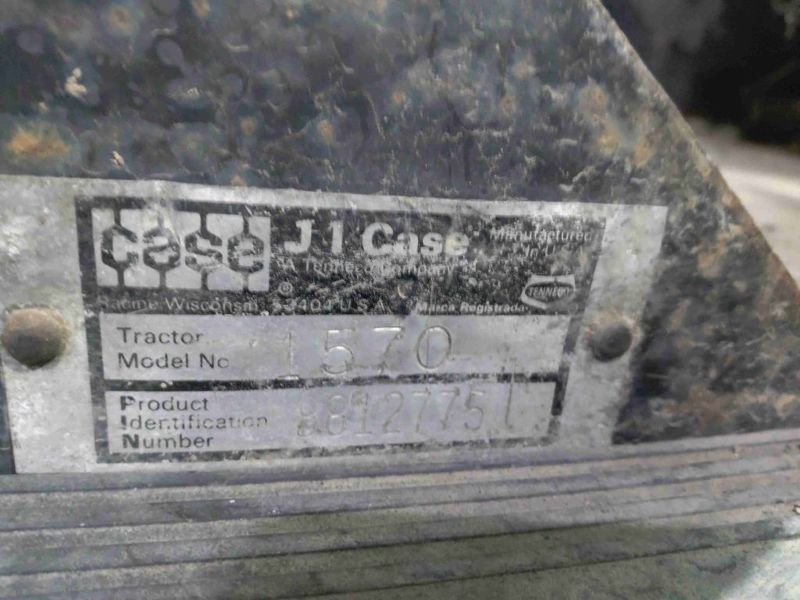 case
J I Case
Manufactured
In U
A Tenneco Company
®
TENNECO
Racine, Wisconsin 53404 U.S.A. Marca Registrada
Tractor
Model No 1570
Product
Identification 8812775
Number